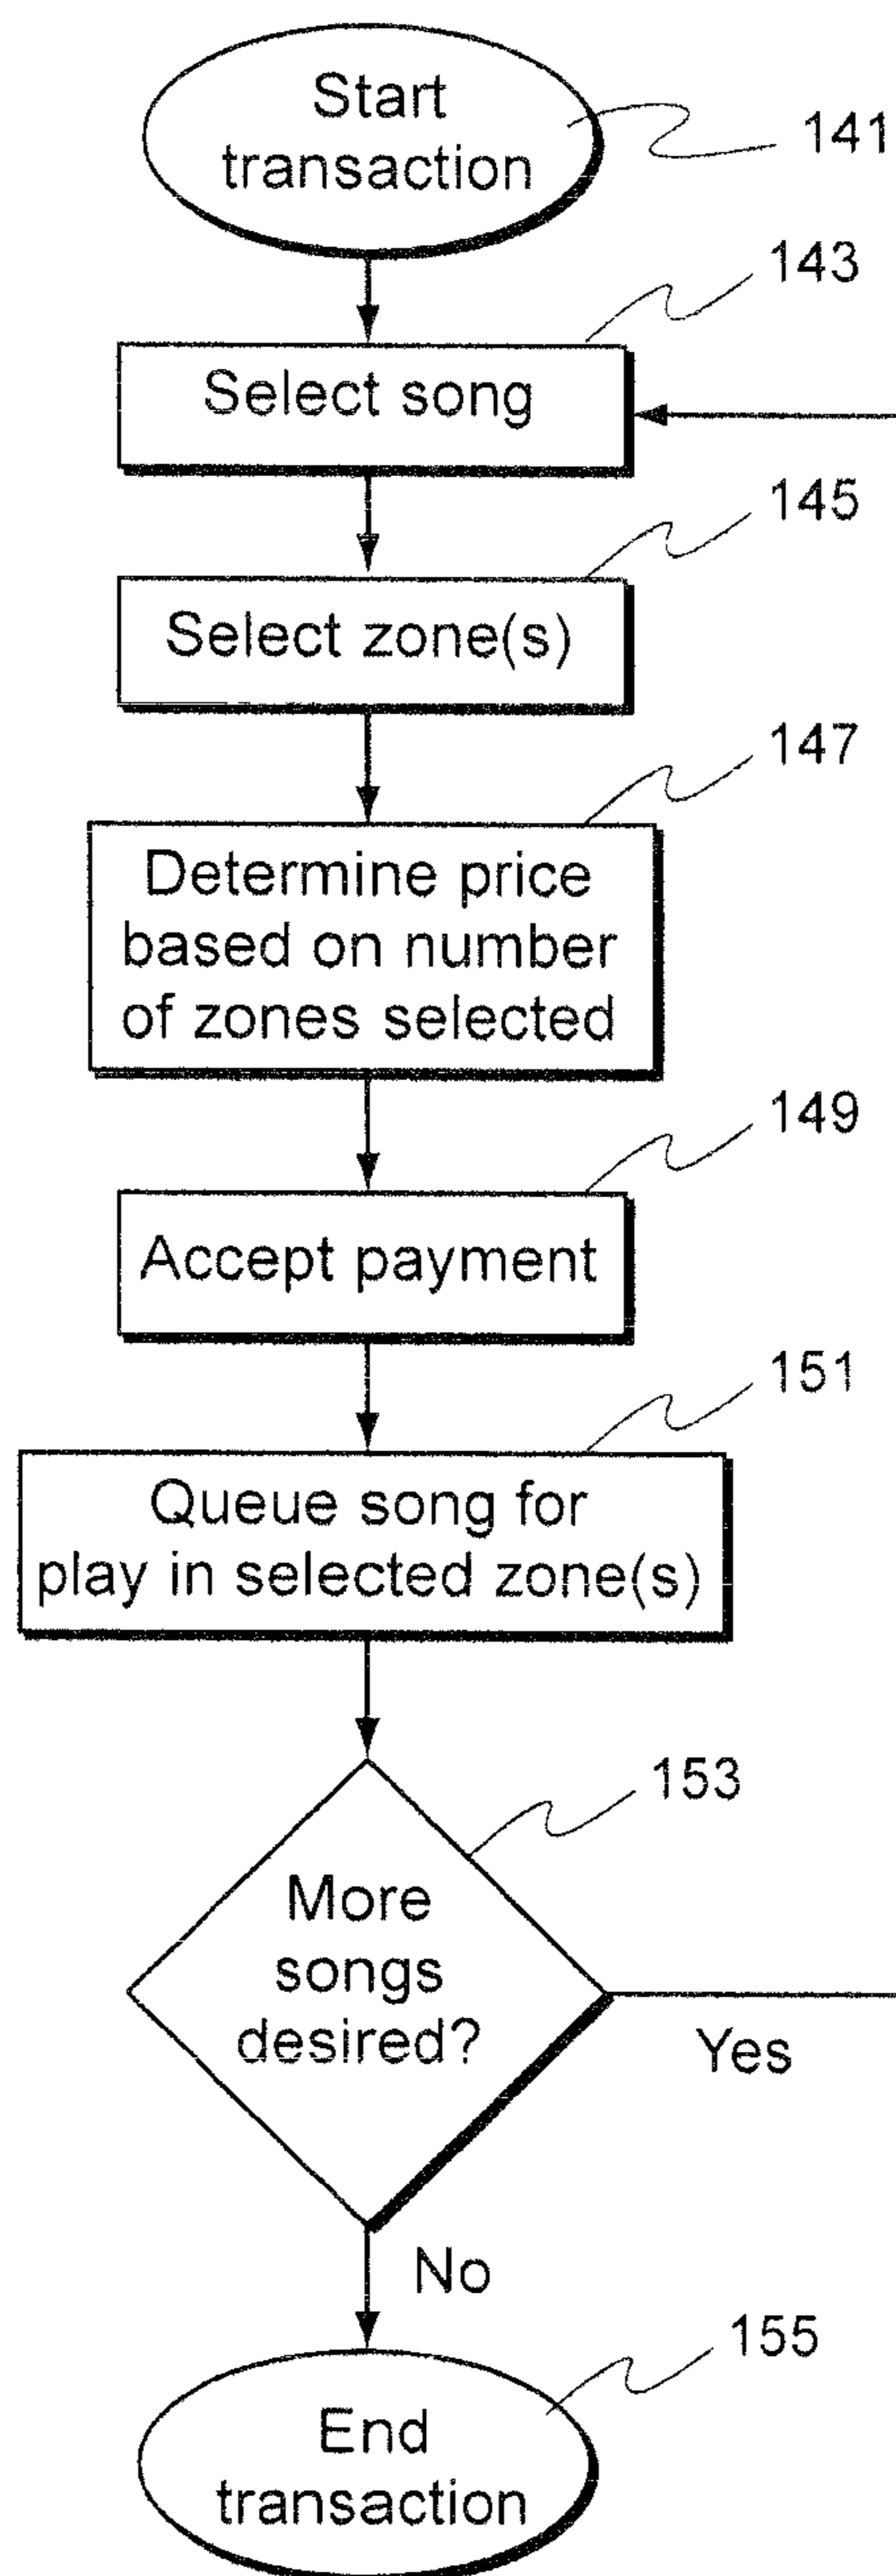 Start
transaction
141
143
Select song
145
Select zone(s)
147
Determine price
based on number
of zones selected
149
Accept payment
151
Queue song for
play in selected zone(s)
153
More
songs
desired?
Yes
No
155
End
transaction